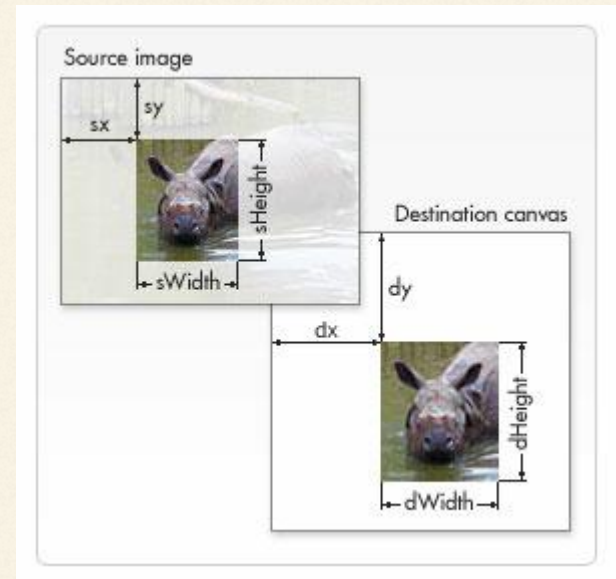 Source image
sy
sx
sHeight
sWidth
Destination canvas
dy
dx
dHeight
dWidth